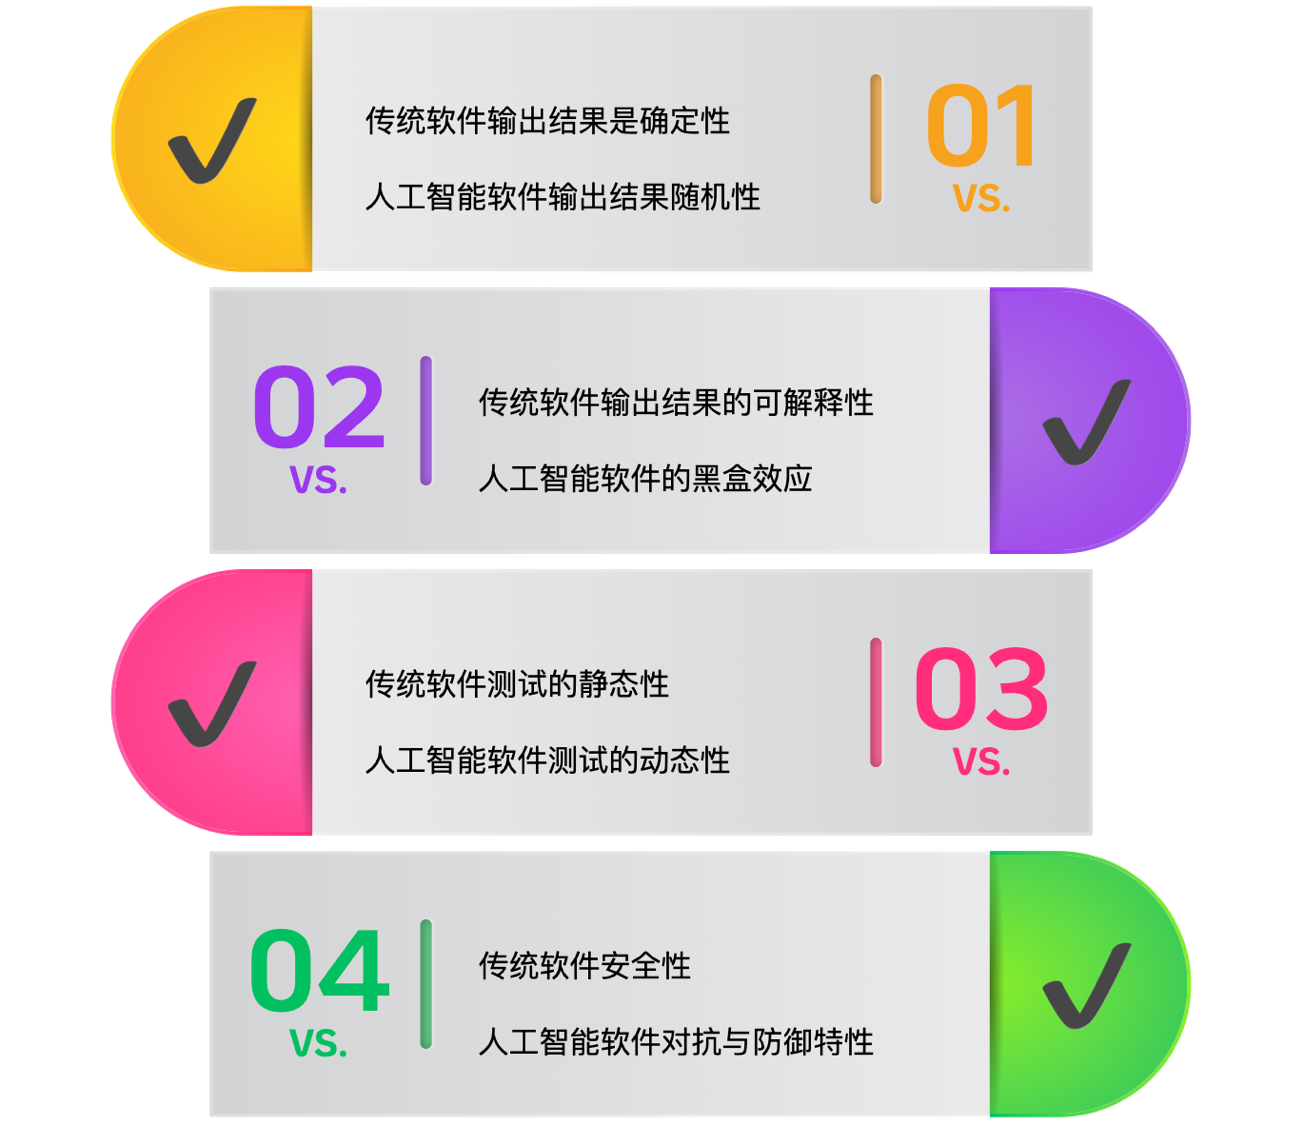 传统软件输出结果是确定性
人工智能软件输出结果随机性
01
VS.
02
VS.
传统软件输出结果的可解释性
人工智能软件的黑盒效应
传统软件测试的静态性
人工智能软件测试的动态性
03
VS.
04
VS.
传统软件安全性
人工智能软件对抗与防御特性